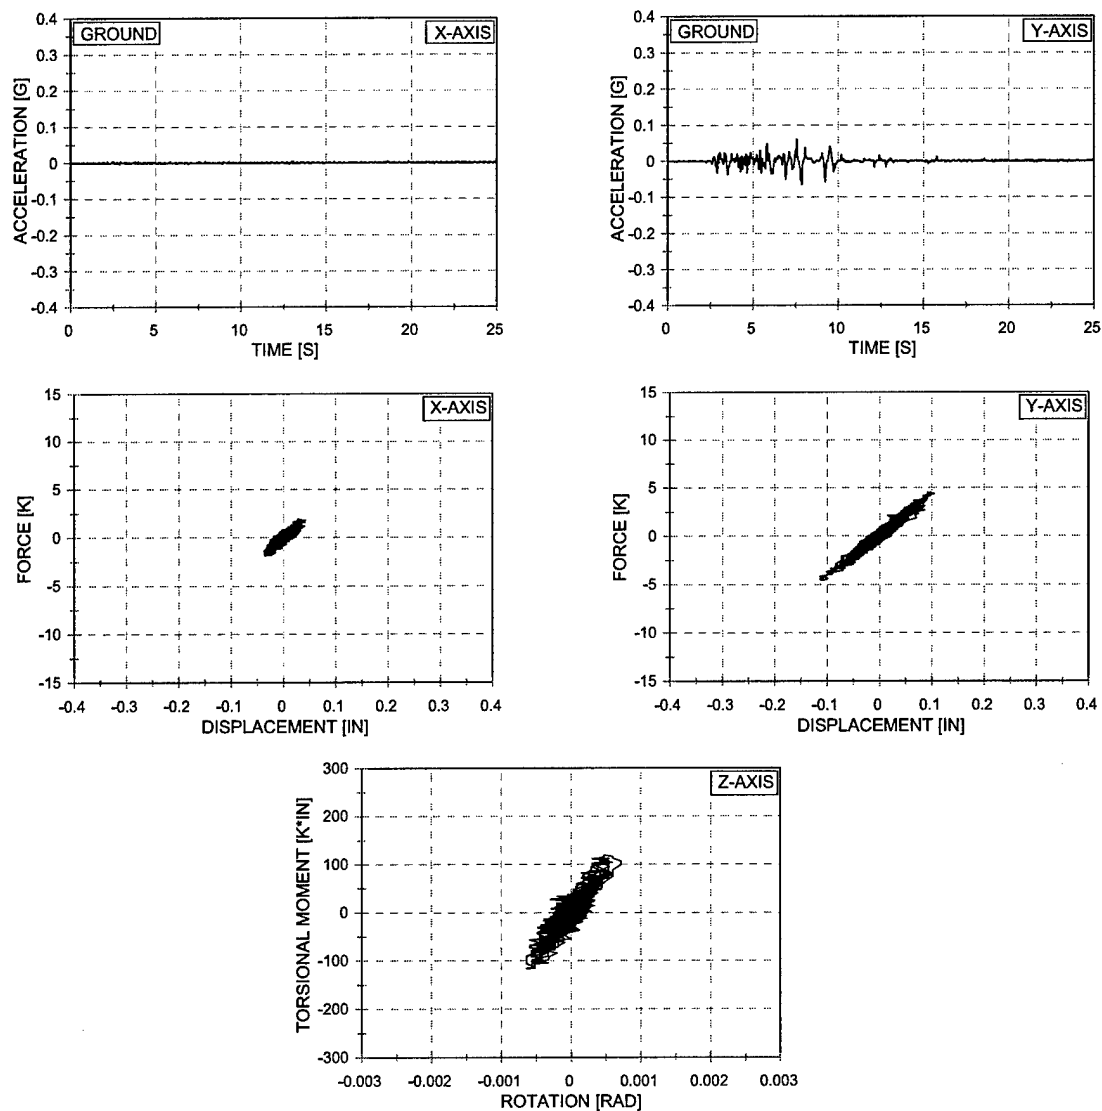 GROUND
X-AXIS
ACCELERATION [G]
0.4
0.3
0.2
0.1
0
-0.1
-0.2
-0.3
-0.4
0 5 10 15 20 25
TIME [S]
GROUND
Y-AXIS
ACCELERATION [G]
0.4
0.3
0.2
0.1
0
-0.1
-0.2
-0.3
-0.4
0 5 10 15 20 25
TIME [S]
X-AXIS
FORCE [K]
15
10
5
0
-5
-10
-15
-0.4 -0.3 -0.2 -0.1 0 0.1 0.2 0.3 0.4
DISPLACEMENT [IN]
Y-AXIS
FORCE [K]
15
10
5
0
-5
-10
-15
-0.4 -0.3 -0.2 -0.1 0 0.1 0.2 0.3 0.4
DISPLACEMENT [IN]
Z-AXIS
TORSIONAL MOMENT [K*IN]
300
200
100
0
-100
-200
-300
-0.003 -0.002 -0.001 0 0.001 0.002 0.003
ROTATION [RAD]